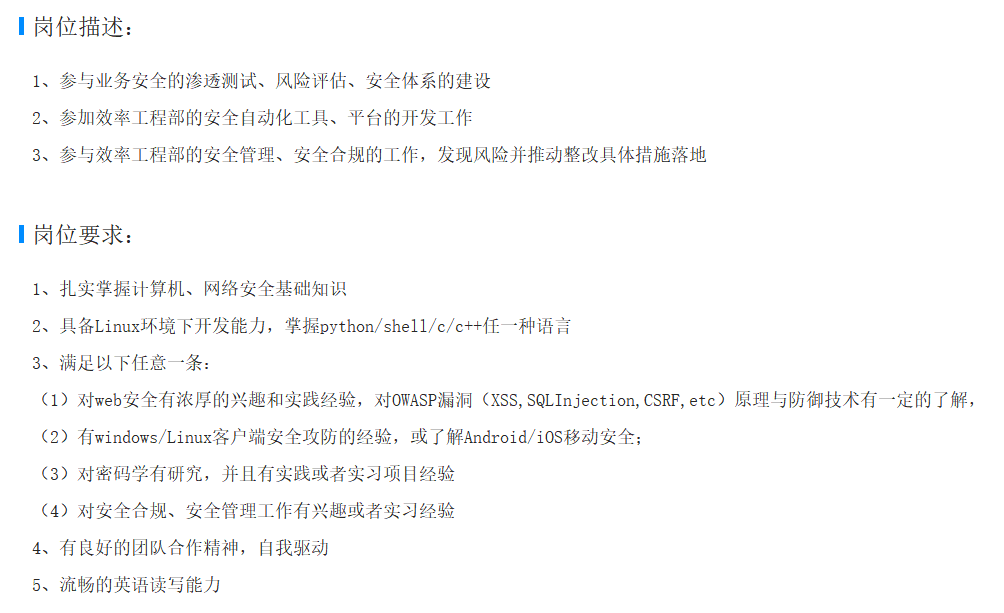 岗位描述：
1、参与业务安全的渗透测试、风险评估、安全体系的建设
2、参加效率工程部的安全自动化工具、平台的开发工作
3、参与效率工程部的安全管理、安全合规的工作，发现风险并推动整改具体措施落地
岗位要求：
1、扎实掌握计算机、网络安全基础知识
2、具备Linux环境下开发能力，掌握python/shell/c/c++任一种语言
3、满足以下任意一条：
（1）对web安全有浓厚的兴趣和实践经验，对OWASP漏洞（XSS,SQLInjection,CSRF,etc）原理与防御技术有一定的了解，
（2）有windows/Linux客户端安全攻防的经验，或了解Android/iOS移动安全；
（3）对密码学有研究，并且有实践或者实习项目经验
（4）对安全合规、安全管理工作有兴趣或者实习经验
4、有良好的团队合作精神，自我驱动
5、流畅的英语读写能力